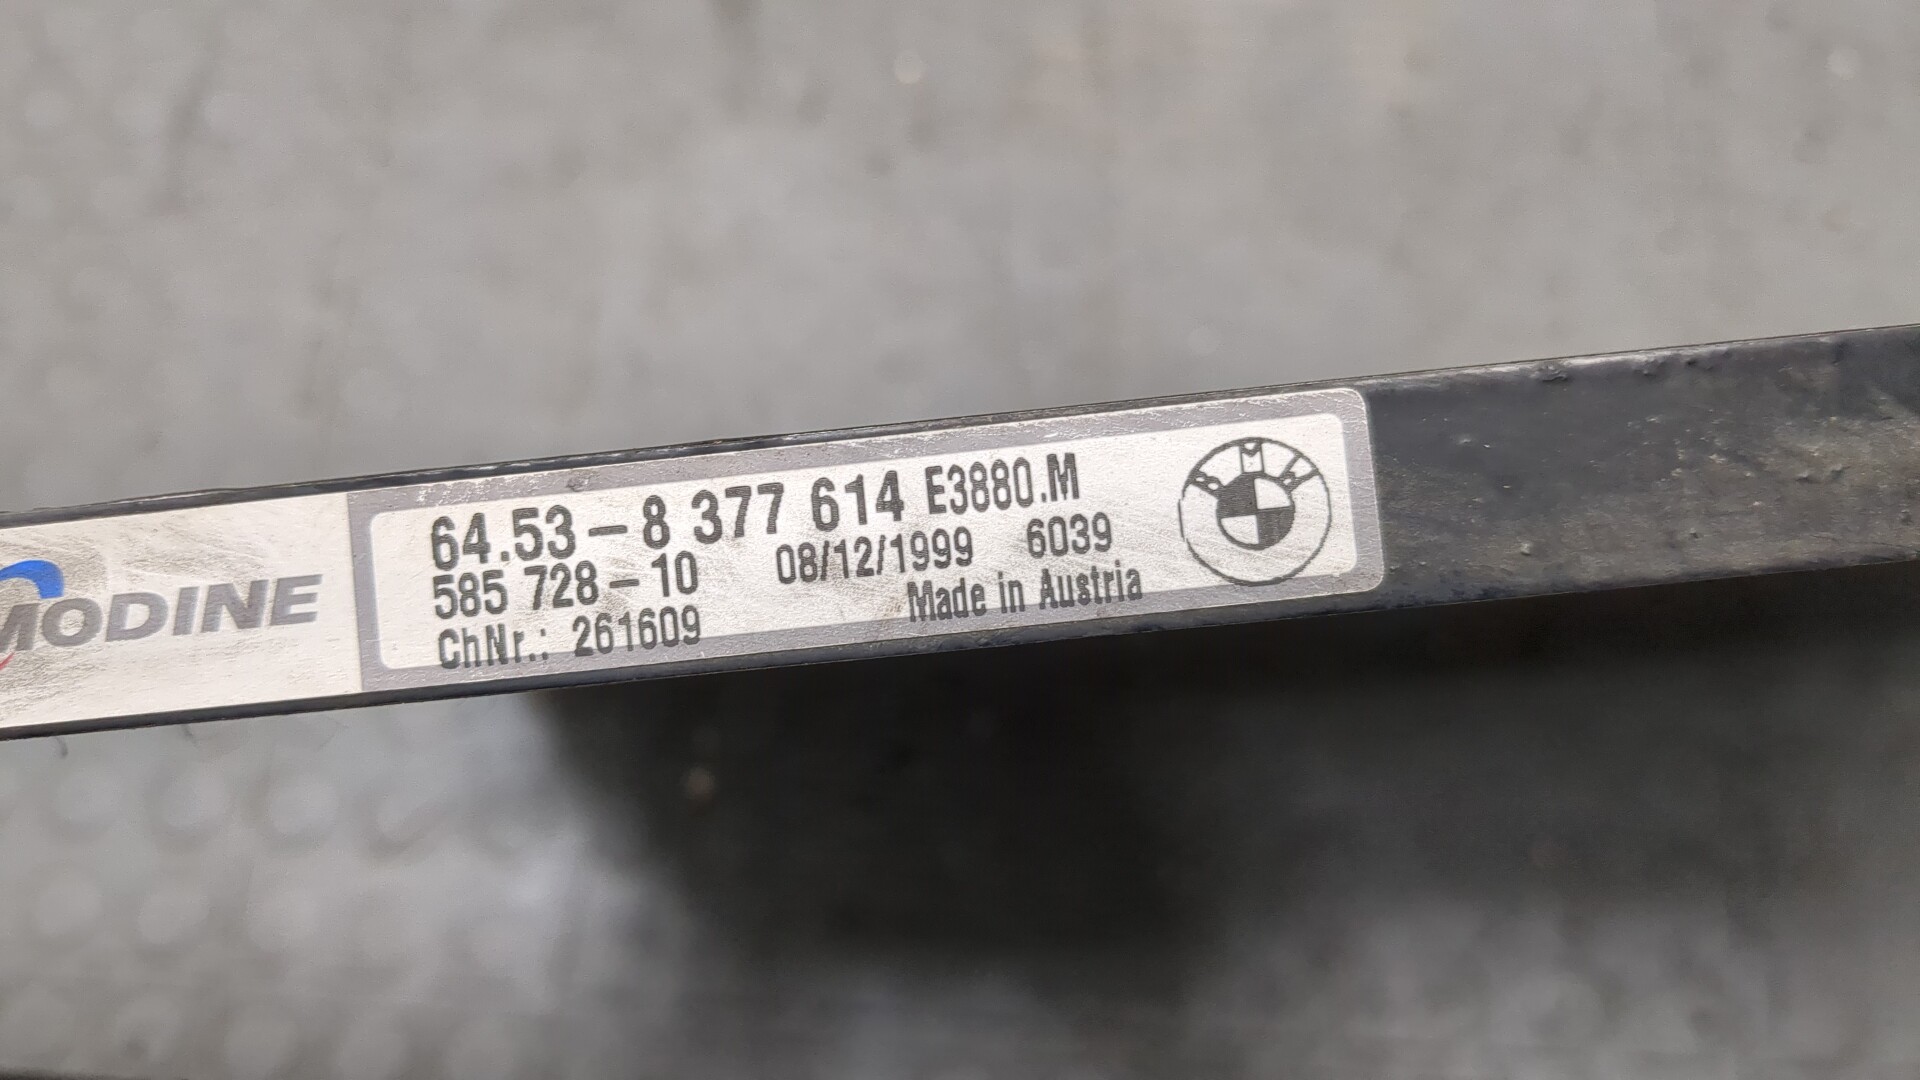 MODINE
64.53-8 377 614 E3880.M
585 728-10 08/12/1999 6039
ChNr.: 261609 Made in Austria
BMW